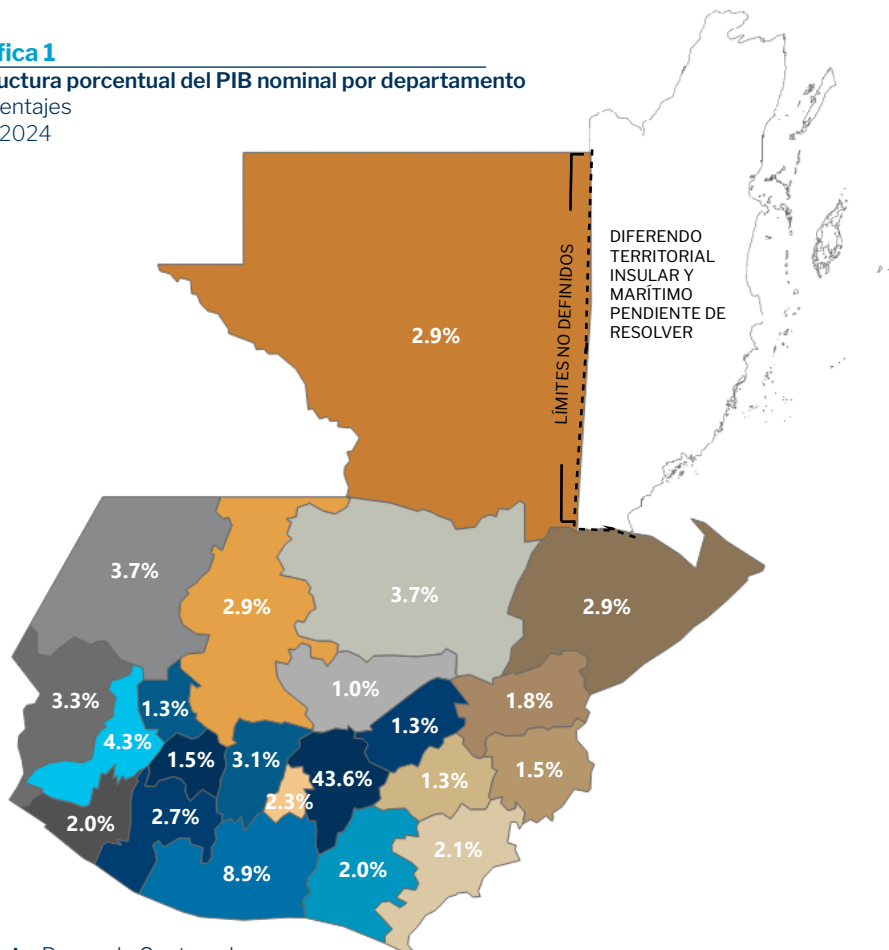 fica 1
uctura porcentual del PIB nominal por departamento
entajes
2024
2.9%
LÍMITES NO DEFINIDOS
DIFERENDO
TERRITORIAL
INSULAR Y
MARÍTIMO
PENDIENTE DE
RESOLVER
3.7%
2.9%
3.7%
2.9%
1.0%
3.3%
1.3%
4.3%
1.3%
1.8%
1.5%
3.1%
43.6%
2.3%
1.3%
1.5%
2.0%
2.7%
8.9%
2.0%
2.1%